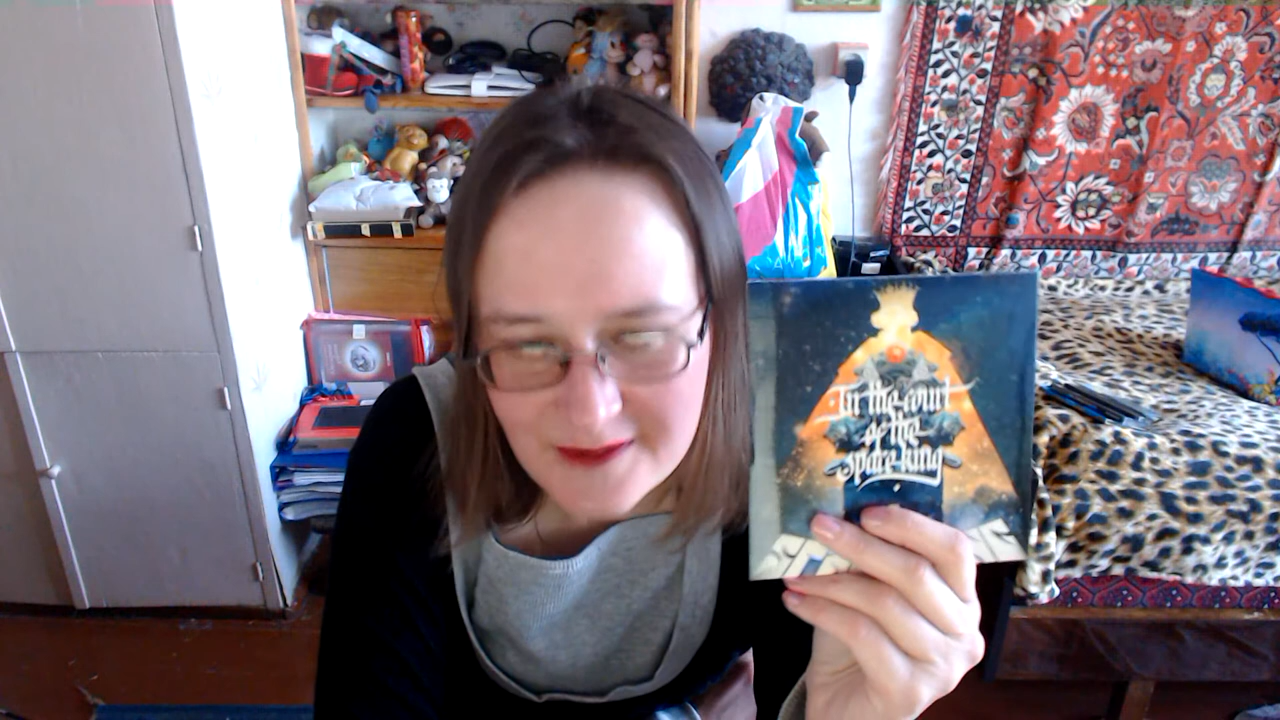 In the court
of the
spare king